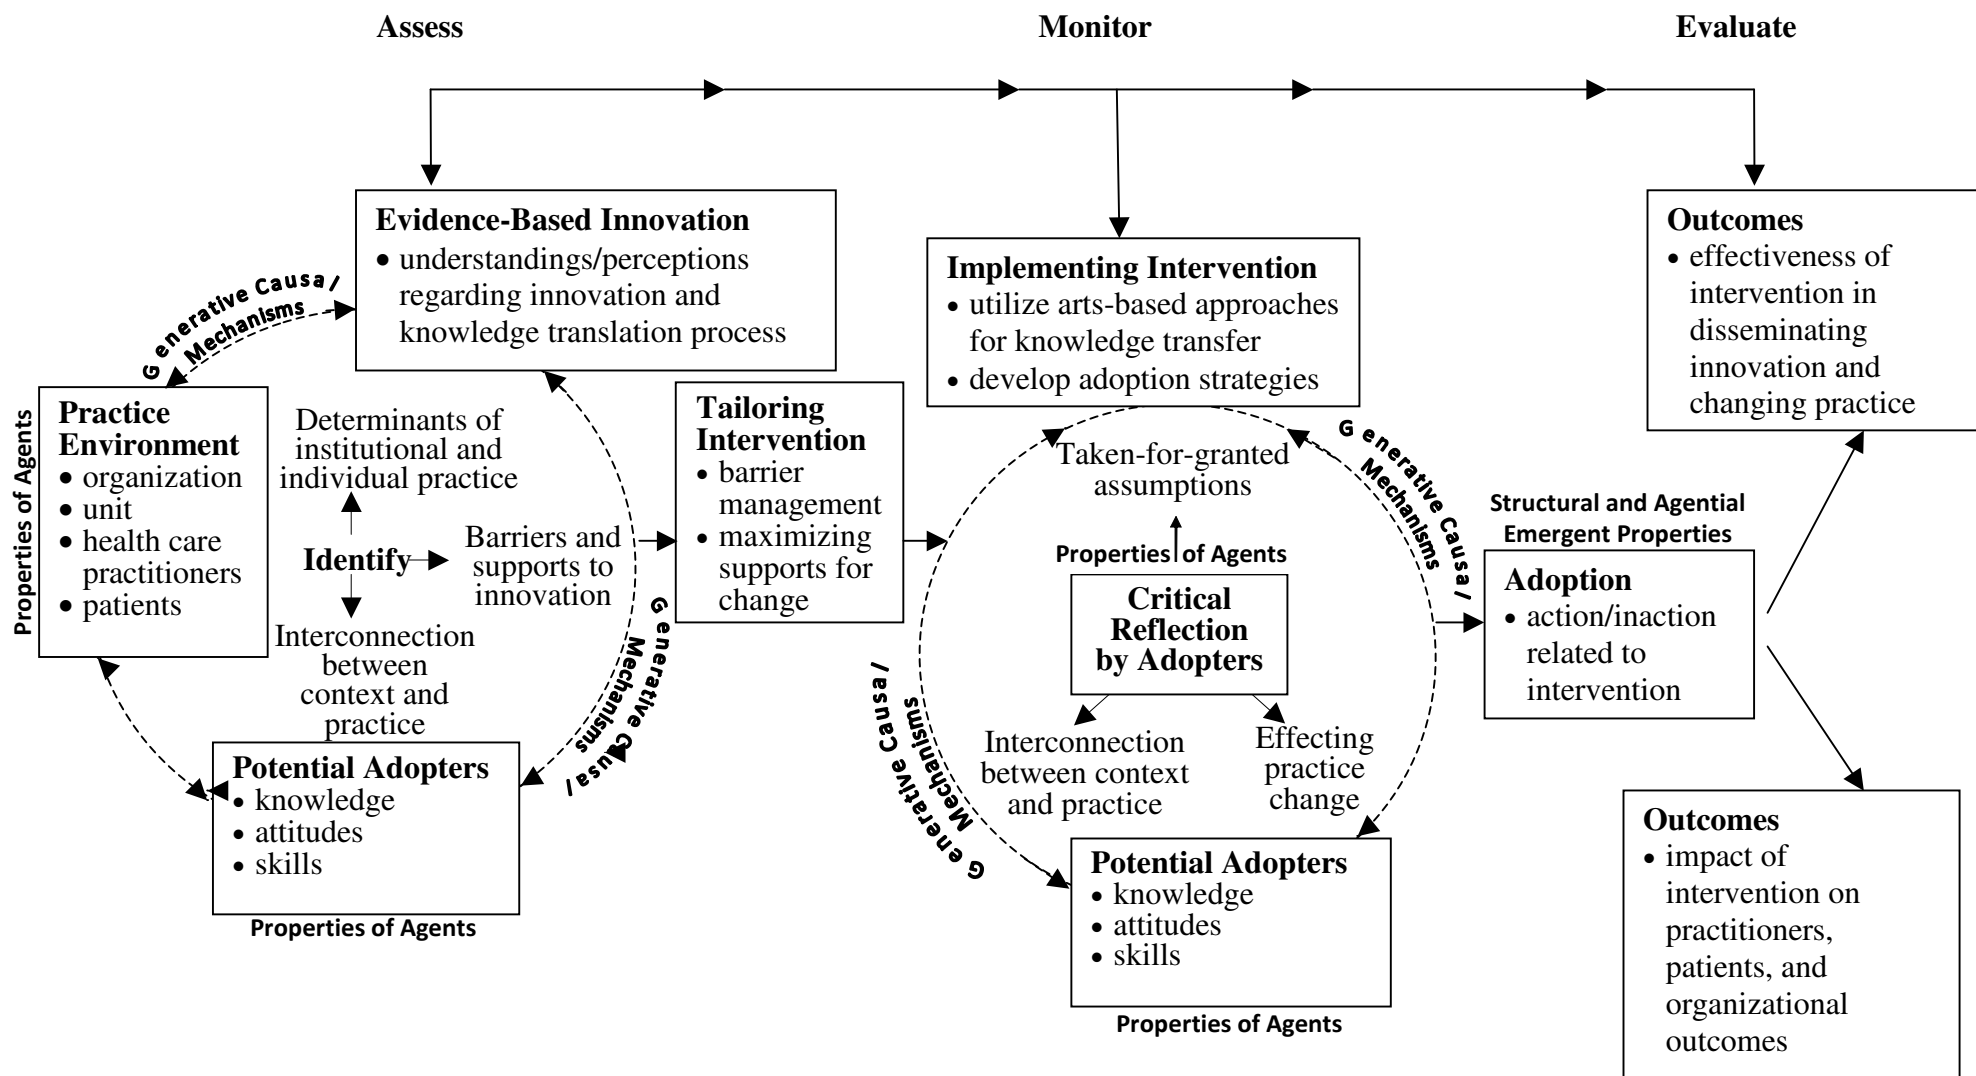 Assess
Monitor
Evaluate
Evidence-Based Innovation
• understandings/perceptions
regarding innovation and
knowledge translation process
Generative Causal
Mechanisms
Practice
Environment
• organization
• unit
• health care
practitioners
• patients
Properties of Agents
Determinants of
institutional and
individual practice
Identify
Barriers and
supports to
innovation
Interconnection
between
context and
practice
Generative Causal
Mechanisms
Potential Adopters
• knowledge
• attitudes
• skills
Properties of Agents
Tailoring
Intervention
• barrier
management
• maximizing
supports for
change
Implementing Intervention
• utilize arts-based approaches
for knowledge transfer
• develop adoption strategies
Taken-for-granted
assumptions
Properties of Agents
Critical
Reflection
by Adopters
Interconnection
between context
and practice
Effecting
practice
change
Generative Causal
Mechanisms
Generative Causal
Mechanisms
Potential Adopters
• knowledge
• attitudes
• skills
Properties of Agents
Structural and Agential
Emergent Properties
Adoption
• action/inaction
related to
intervention
Outcomes
• effectiveness of
intervention in
disseminating
innovation and
changing practice
Outcomes
• impact of
intervention on
practitioners,
patients, and
organizational
outcomes